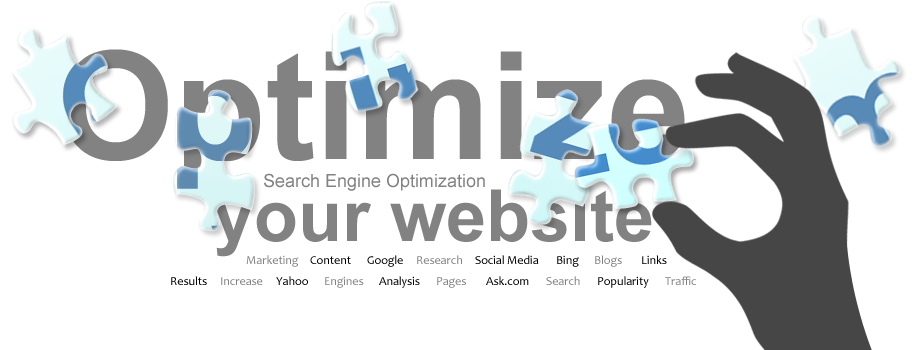 Optimize
Search Engine Optimization
your website
Marketing Content Google Research Social Media Bing Blogs Links
Results Increase Yahoo Engines Analysis Pages Ask.com Search Popularity Traffic